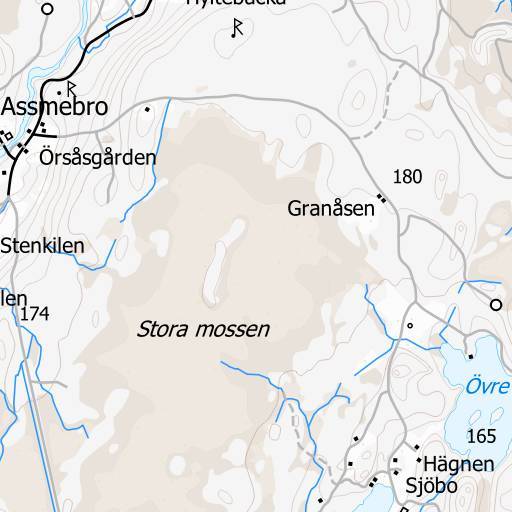 Assmebro
Örsåsgården
180
Granåsen
Stenkilen
len
174
Stora mossen
Övre
165
Hägnen
Sjöbo